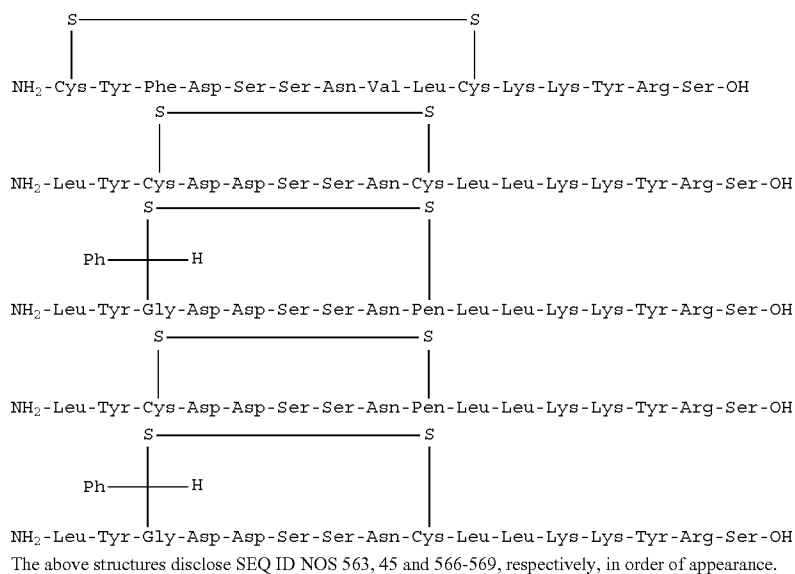 S S
NH₂-Cys-Tyr-Phe-Asp-Ser-Ser-Asn-Val-Leu-Cys-Lys-Lys-Tyr-Arg-Ser-OH
S S
NH₂-Leu-Tyr-Cys-Asp-Asp-Ser-Ser-Asn-Cys-Leu-Leu-Lys-Lys-Tyr-Arg-Ser-OH
S S
Ph H
NH₂-Leu-Tyr-Gly-Asp-Asp-Ser-Ser-Asn-Pen-Leu-Leu-Lys-Lys-Tyr-Arg-Ser-OH
S S
NH₂-Leu-Tyr-Cys-Asp-Asp-Ser-Ser-Asn-Pen-Leu-Leu-Lys-Lys-Tyr-Arg-Ser-OH
S S
Ph H
NH₂-Leu-Tyr-Gly-Asp-Asp-Ser-Ser-Asn-Cys-Leu-Leu-Lys-Lys-Tyr-Arg-Ser-OH
The above structures disclose SEQ ID NOS 563, 45 and 566-569, respectively, in order of appearance.